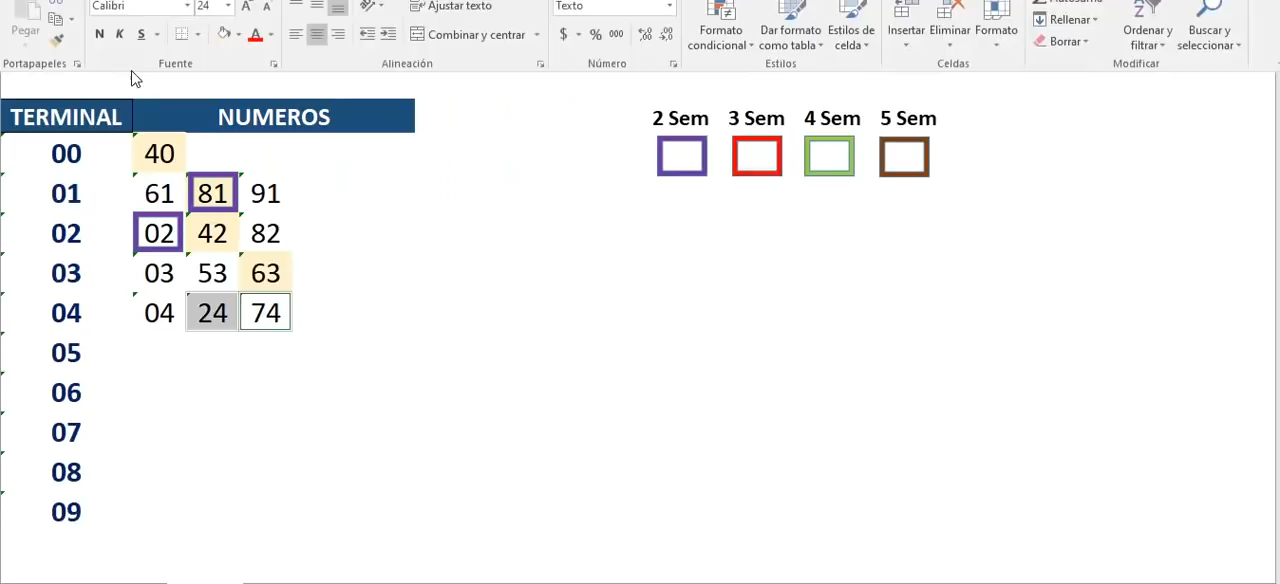 Calibri 24 A A Ajustar texto Texto Autosuma
Pegar N K S A Combinar y centrar $ % 000 Formato condicional Dar formato como tabla Estilos de celda Insertar Eliminar Formato Rellenar Borrar Ordenar y filtrar Buscar y seleccionar
Portapapeles Fuente Alineación Número Estilos Celdas Modificar
TERMINAL NUMEROS 2 Sem 3 Sem 4 Sem 5 Sem
00 40
01 61 81 91
02 02 42 82
03 03 53 63
04 04 24 74
05
06
07
08
09